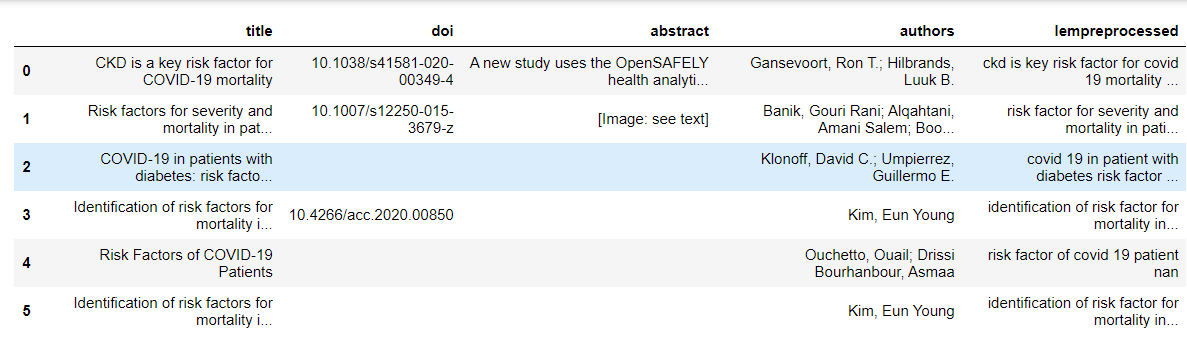 title doi abstract authors lempreprocessed
0 CKD is a key risk factor for COVID-19 mortality 10.1038/s41581-020-00349-4 A new study uses the OpenSAFELY health analyti... Gansevoort, Ron T.; Hilbrands, Luuk B. ckd is key risk factor for covid 19 mortality ...
1 Risk factors for severity and mortality in pat... 10.1007/s12250-015-3679-z [Image: see text] Banik, Gouri Rani; Alqahtani, Amani Salem; Boo... risk factor for severity and mortality in pati...
2 COVID-19 in patients with diabetes: risk facto... Klonoff, David C.; Umpierrez, Guillermo E. covid 19 in patient with diabetes risk factor ...
3 Identification of risk factors for mortality i... 10.4266/acc.2020.00850 Kim, Eun Young identification of risk factor for mortality in...
4 Risk Factors of COVID-19 Patients Ouchetto, Ouail; Drissi Bourhanbour, Asmaa risk factor of covid 19 patient nan
5 Identification of risk factors for mortality i... Kim, Eun Young identification of risk factor for mortality in...